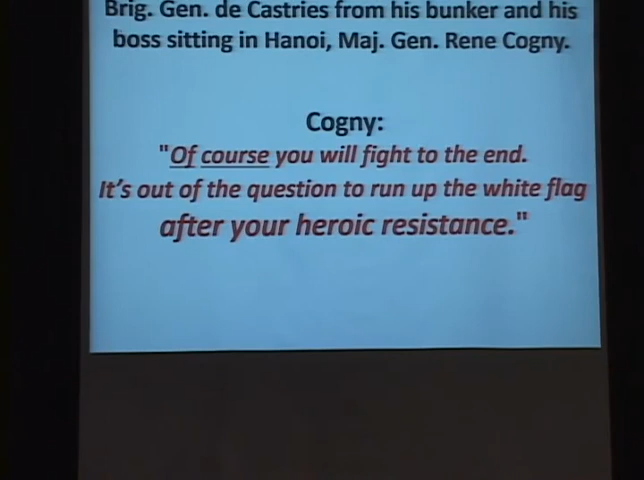 Brig. Gen. de Castries from his bunker and his
boss sitting in Hanoi, Maj. Gen. Rene Cogny.
Cogny:
"Of course you will fight to the end.
It's out of the question to run up the white flag
after your heroic resistance."